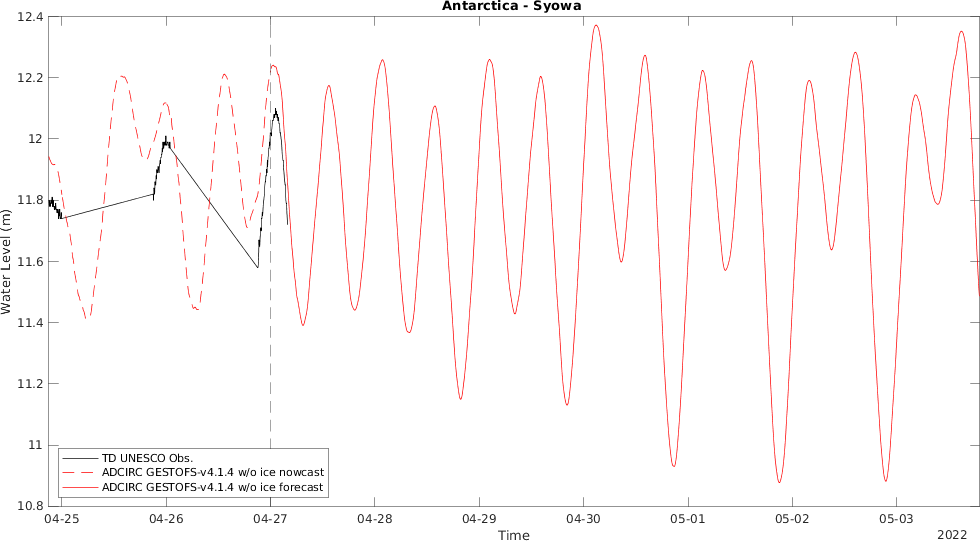 Antarctica - Syowa
12.4
12.2
12
11.8
11.6
11.4
11.2
11
10.8
Water Level (m)
TD UNESCO Obs.
ADCIRC GESTOFS-v4.1.4 w/o ice nowcast
ADCIRC GESTOFS-v4.1.4 w/o ice forecast
04-25 04-26 04-27 04-28 04-29 04-30 05-01 05-02 05-03
Time
2022